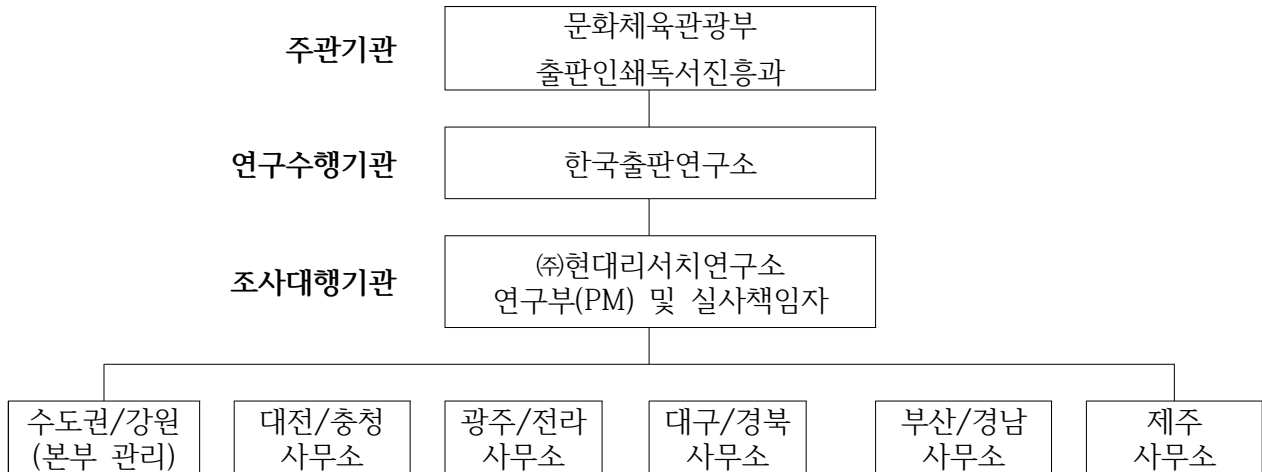 주관기관
문화체육관광부
출판인쇄독서진흥과
연구수행기관
한국출판연구소
조사대행기관
㈜현대리서치연구소
연구부(PM) 및 실사책임자
수도권/강원
(본부 관리)
대전/충청
사무소
광주/전라
사무소
대구/경북
사무소
부산/경남
사무소
제주
사무소